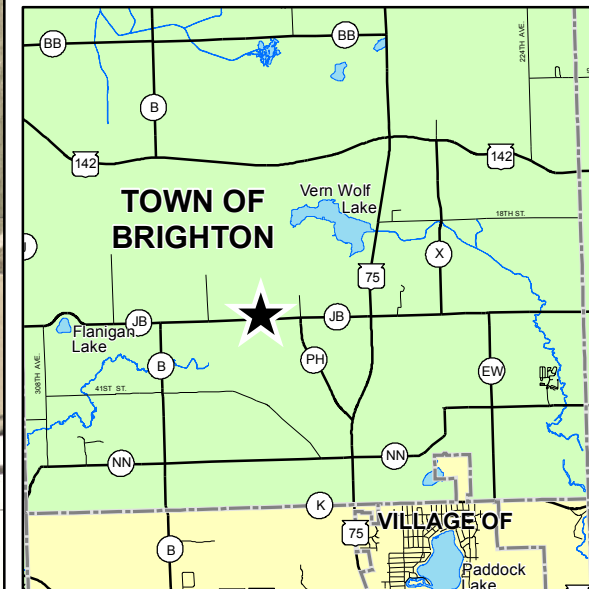 BB
BB
224TH AVE.
B
142
142
TOWN OF
BRIGHTON
Vern Wolf
Lake
18TH ST.
X
75
JB
JB
Flanigan
Lake
308TH AVE.
B
PH
EW
41ST ST.
NN
NN
K
75
VILLAGE OF
B
Paddock
Lake